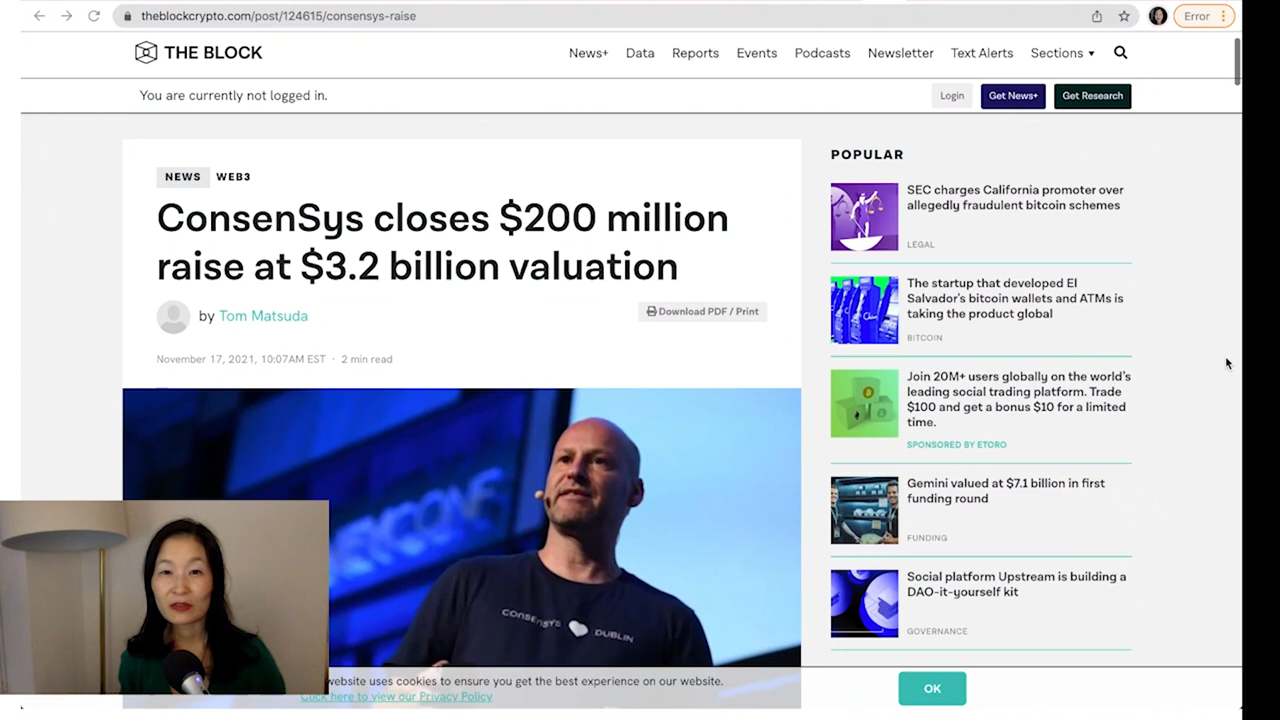 theblockcrypto.com/post/124615/consensys-raise
Error
THE BLOCK
News+ Data Reports Events Podcasts Newsletter Text Alerts Sections
You are currently not logged in.
Login Get News+ Get Research
NEWS WEB3
ConsenSys closes $200 million
raise at $3.2 billion valuation
by Tom Matsuda
Download PDF / Print
November 17, 2021, 10:07AM EST · 2 min read
CONSENSYS DUBLIN
POPULAR
SEC charges California promoter over
allegedly fraudulent bitcoin schemes
LEGAL
The startup that developed El
Salvador's bitcoin wallets and ATMs is
taking the product global
BITCOIN
Join 20M+ users globally on the world's
leading social trading platform. Trade
$100 and get a bonus $10 for a limited
time.
SPONSORED BY ETORO
Gemini valued at $7.1 billion in first
funding round
FUNDING
Social platform Upstream is building a
DAO-it-yourself kit
GOVERNANCE
website uses cookies to ensure you get the best experience on our website.
Click here to view our Privacy Policy
OK